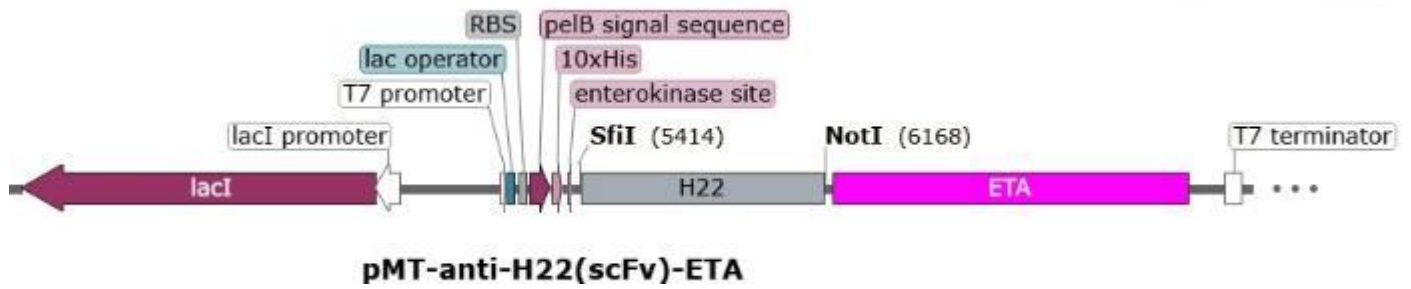 RBS
pelB signal sequence
lac operator
10xHis
T7 promoter
enterokinase site
lacI promoter
SfiI (5414)
NotI (6168)
T7 terminator
lacI
H22
ETA
pMT-anti-H22(scFv)-ETA